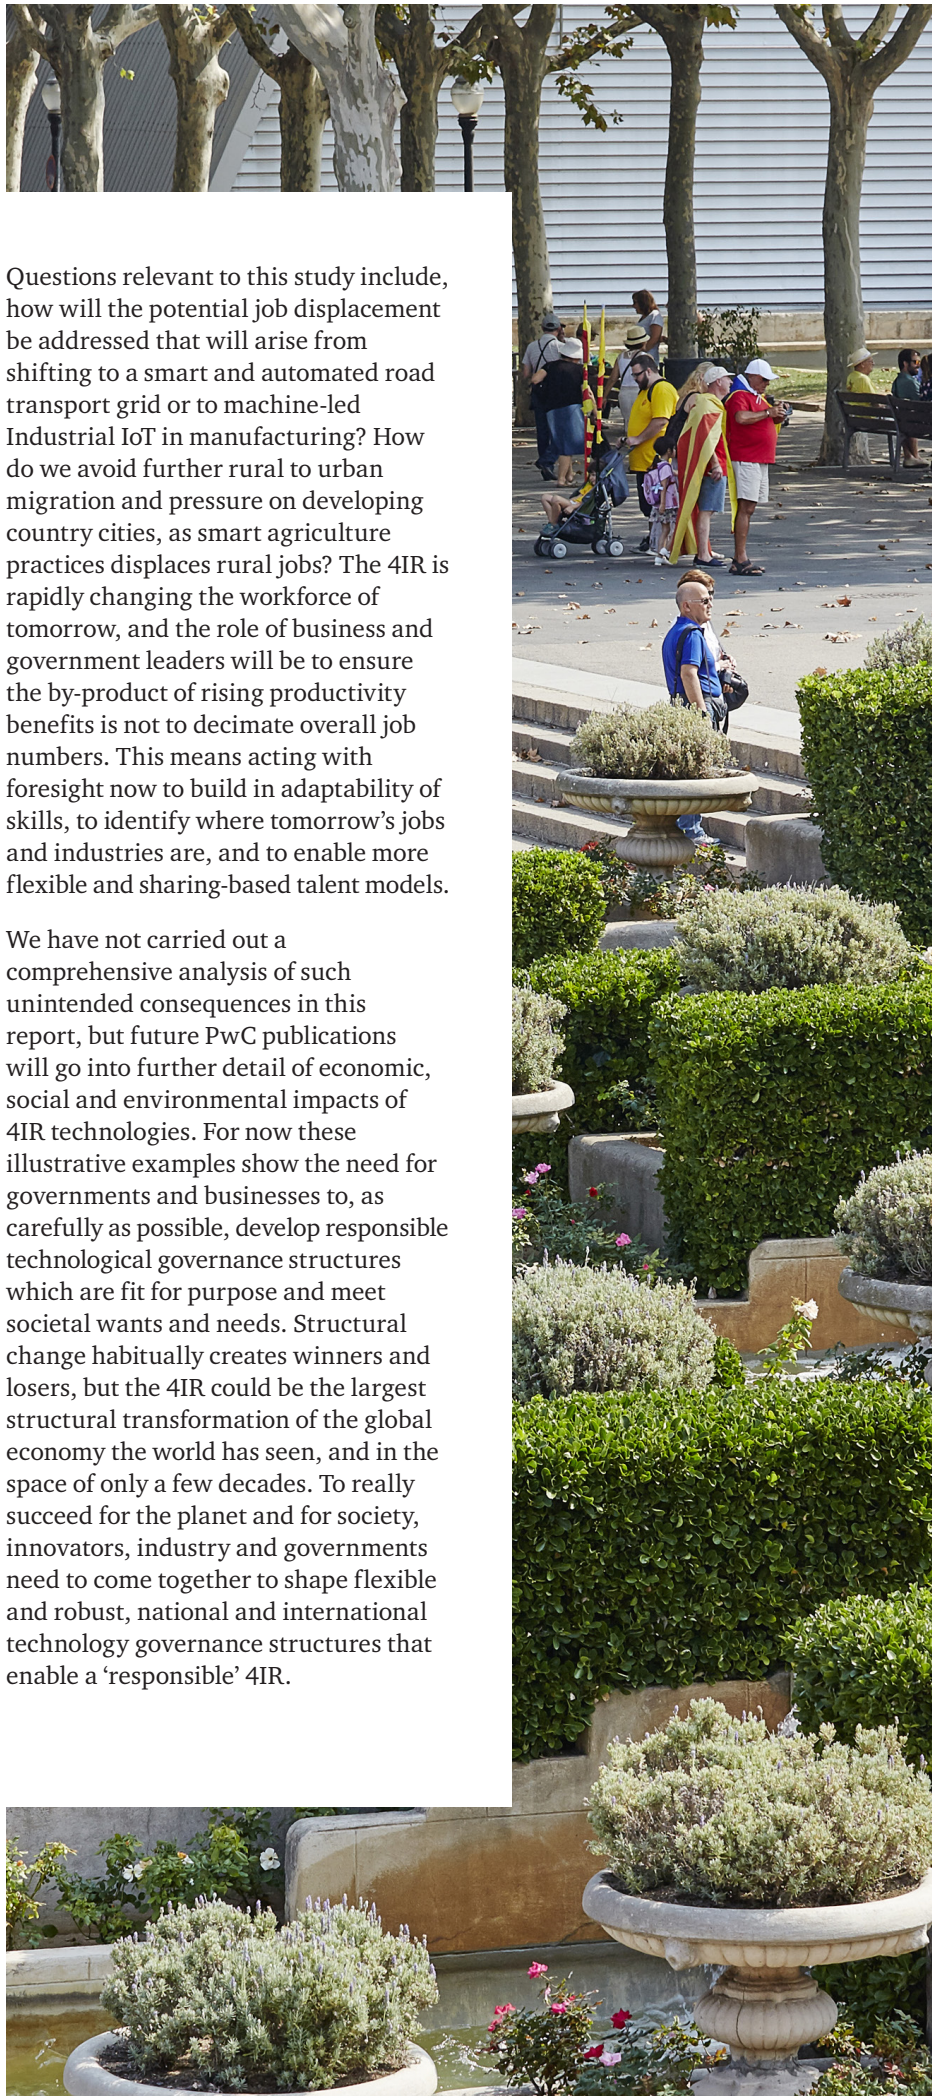 Questions relevant to this study include,
how will the potential job displacement
be addressed that will arise from
shifting to a smart and automated road
transport grid or to machine-led
Industrial IoT in manufacturing? How
do we avoid further rural to urban
migration and pressure on developing
country cities, as smart agriculture
practices displaces rural jobs? The 4IR is
rapidly changing the workforce of
tomorrow, and the role of business and
government leaders will be to ensure
the by-product of rising productivity
benefits is not to decimate overall job
numbers. This means acting with
foresight now to build in adaptability of
skills, to identify where tomorrow’s jobs
and industries are, and to enable more
flexible and sharing-based talent models.
We have not carried out a
comprehensive analysis of such
unintended consequences in this
report, but future PwC publications
will go into further detail of economic,
social and environmental impacts of
4IR technologies. For now these
illustrative examples show the need for
governments and businesses to, as
carefully as possible, develop responsible
technological governance structures
which are fit for purpose and meet
societal wants and needs. Structural
change habitually creates winners and
losers, but the 4IR could be the largest
structural transformation of the global
economy the world has seen, and in the
space of only a few decades. To really
succeed for the planet and for society,
innovators, industry and governments
need to come together to shape flexible
and robust, national and international
technology governance structures that
enable a ‘responsible’ 4IR.